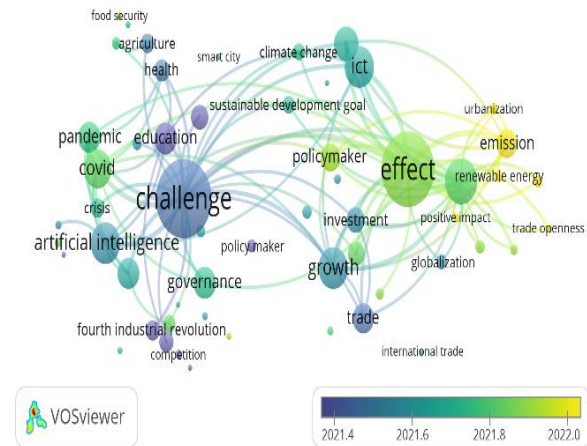 food security
agriculture
health
smart city
climate change
ict
sustainable development goal
urbanization
pandemic
education
policymaker
emission
covid
effect
renewable energy
challenge
crisis
investment
positive impact
trade openness
artificial intelligence
policy maker
governance
growth
globalization
fourth industrial revolution
trade
competition
international trade
VOSviewer
2021.4 2021.6 2021.8 2022.0